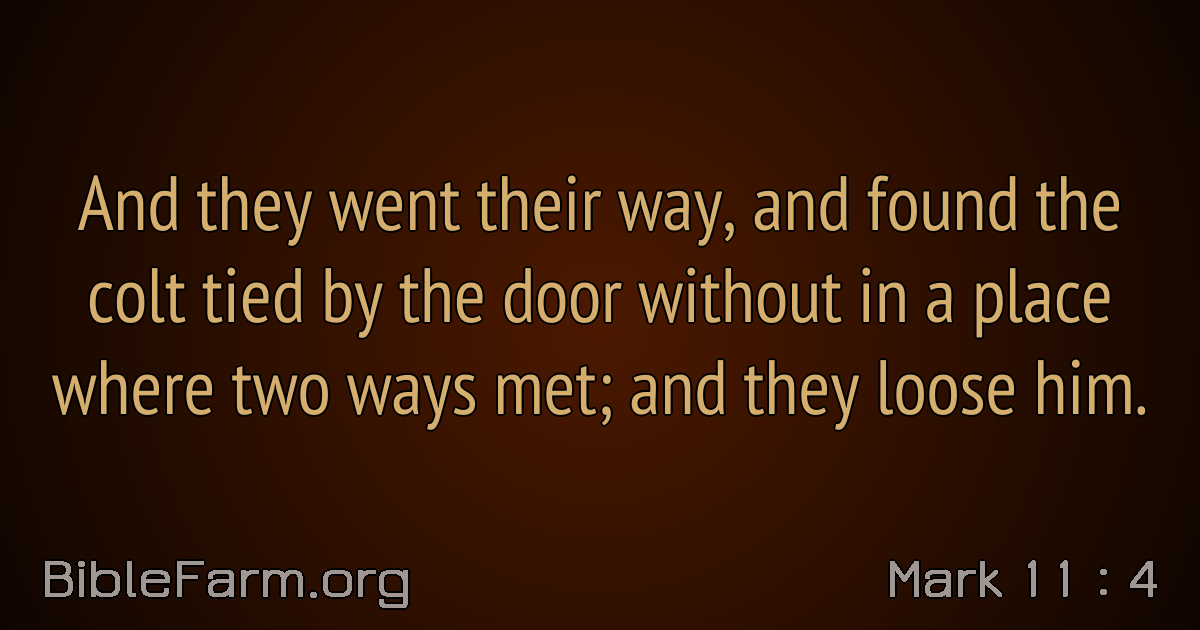 And they went their way, and found the
colt tied by the door without in a place
where two ways met; and they loose him.
BibleFarm.org
Mark 11 : 4